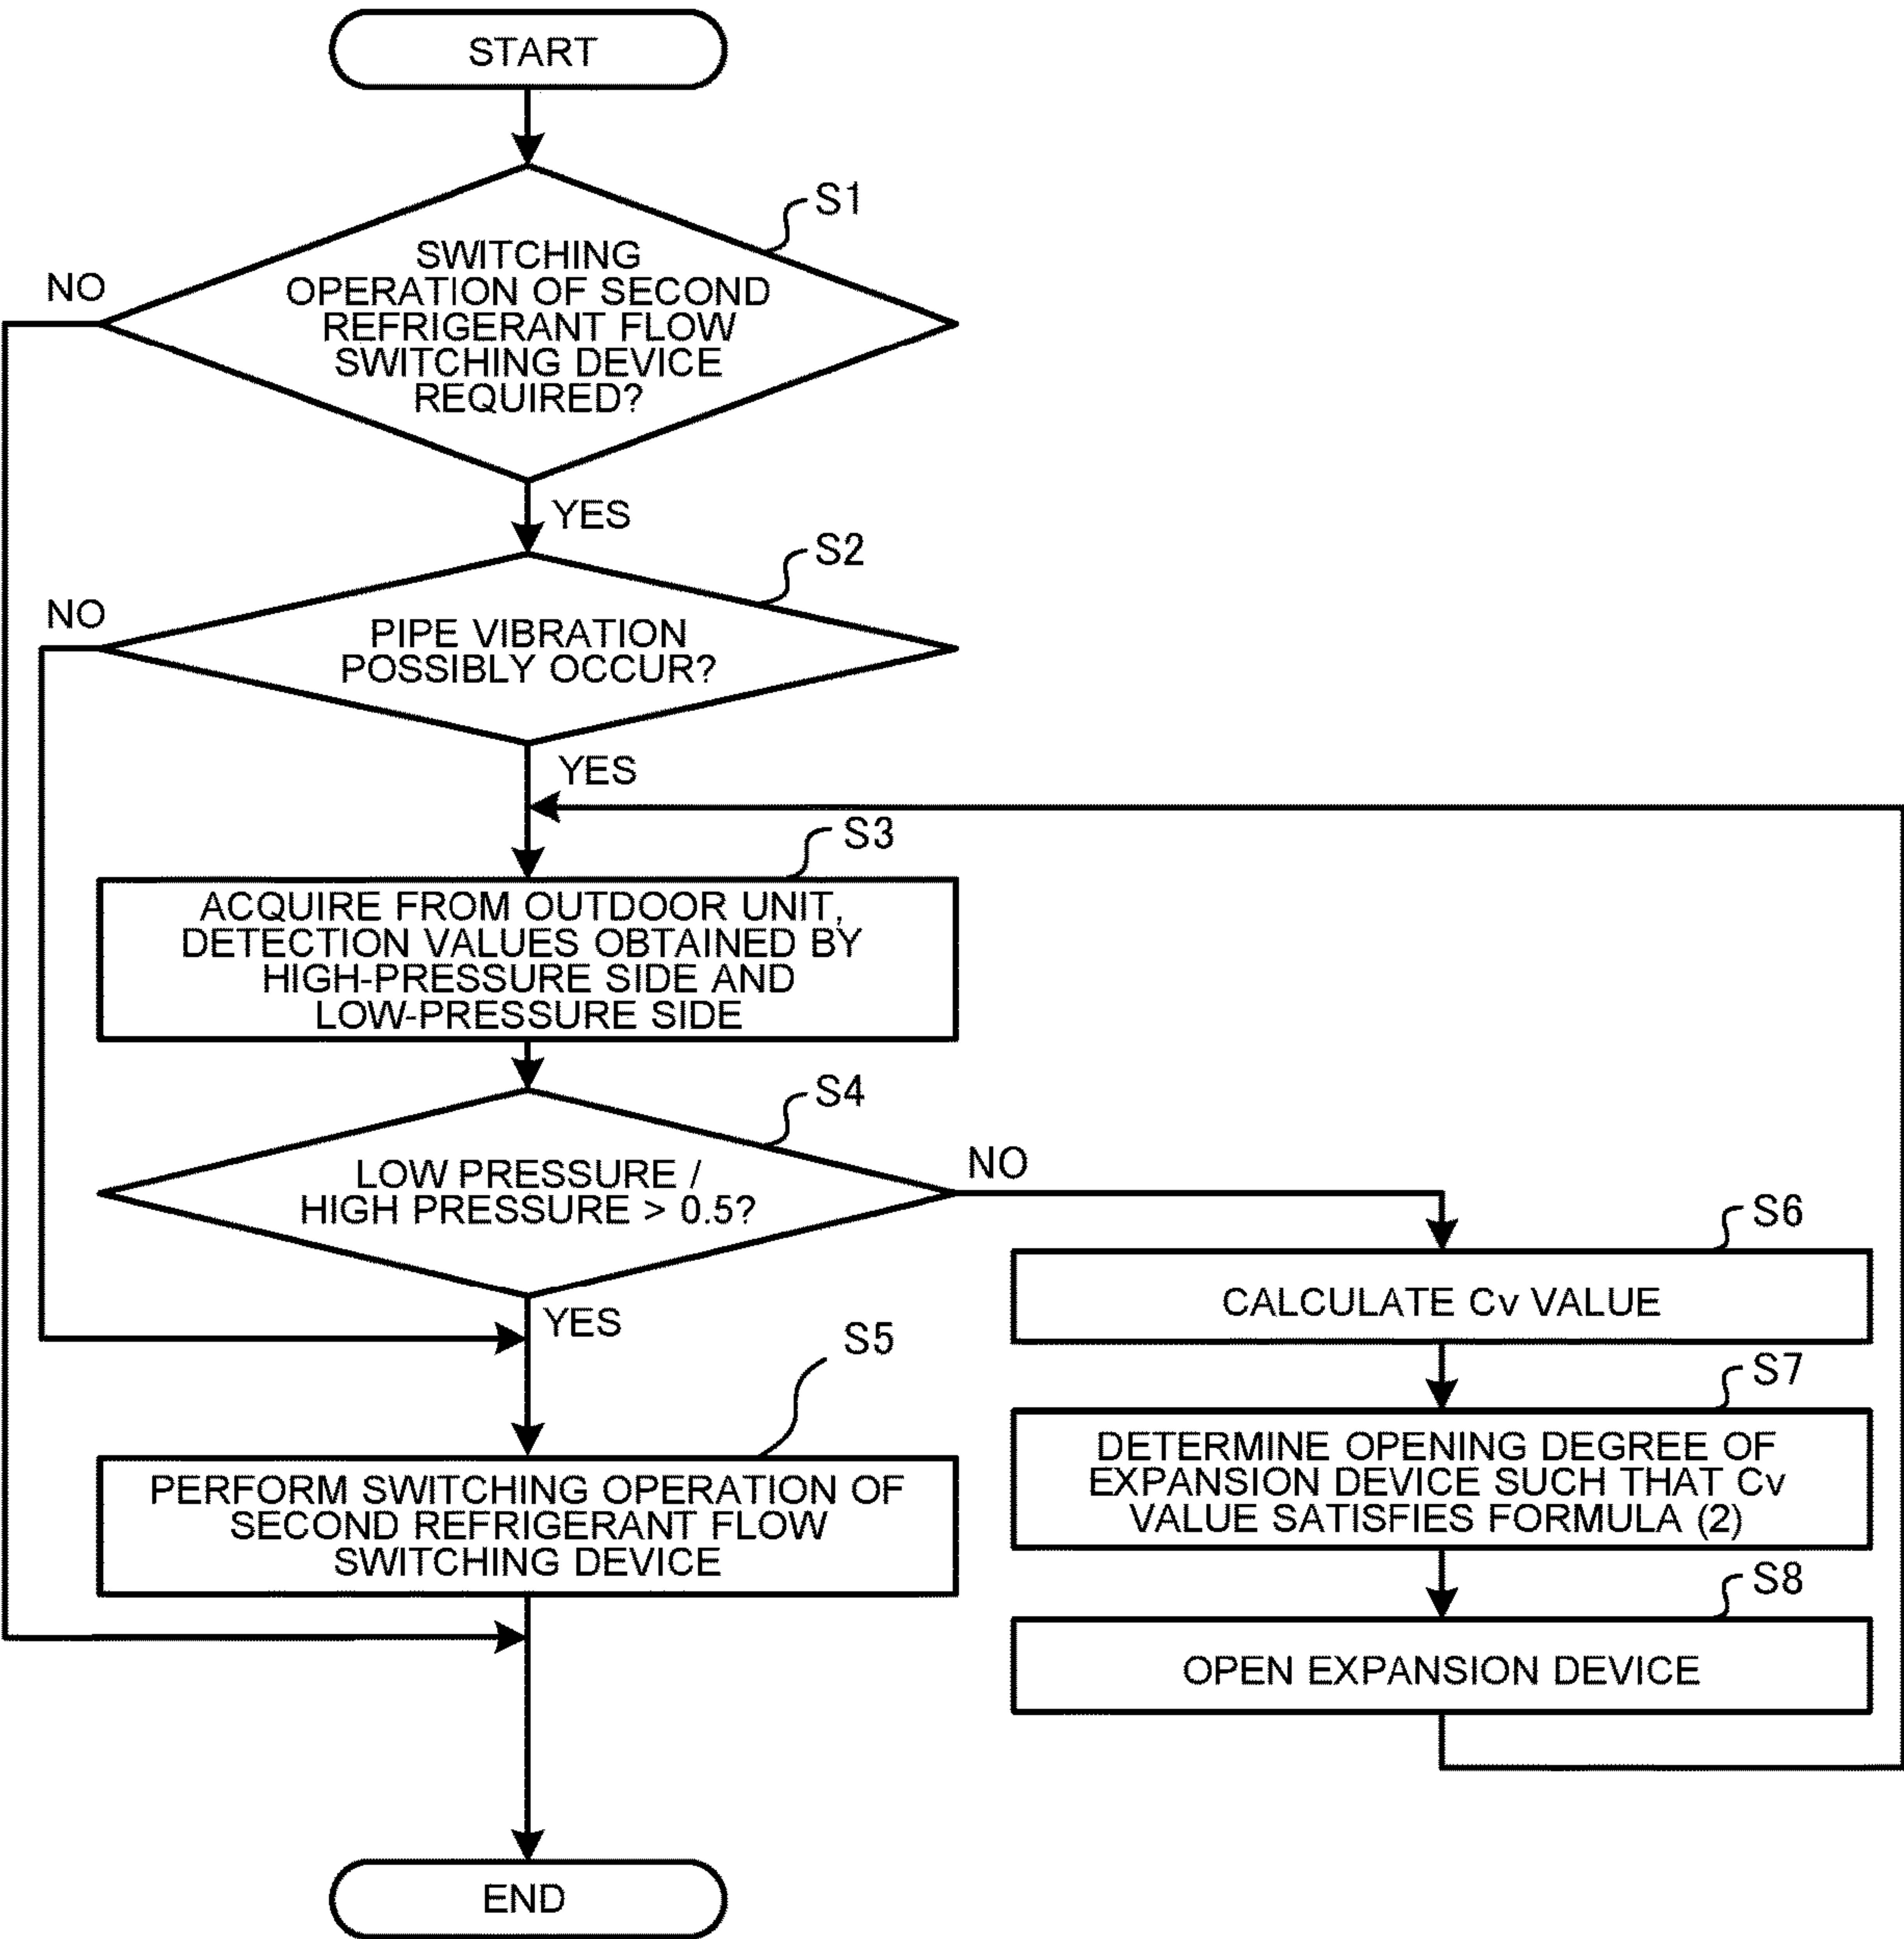 START
S1
SWITCHING
OPERATION OF SECOND
REFRIGERANT FLOW
SWITCHING DEVICE
REQUIRED?
NO
YES
S2
PIPE VIBRATION
POSSIBLY OCCUR?
NO
YES
S3
ACQUIRE FROM OUTDOOR UNIT,
DETECTION VALUES OBTAINED BY
HIGH-PRESSURE SIDE AND
LOW-PRESSURE SIDE
S4
LOW PRESSURE /
HIGH PRESSURE > 0.5?
NO
YES
S5
PERFORM SWITCHING OPERATION OF
SECOND REFRIGERANT FLOW
SWITCHING DEVICE
S6
CALCULATE Cv VALUE
S7
DETERMINE OPENING DEGREE OF
EXPANSION DEVICE SUCH THAT Cv
VALUE SATISFIES FORMULA (2)
S8
OPEN EXPANSION DEVICE
END